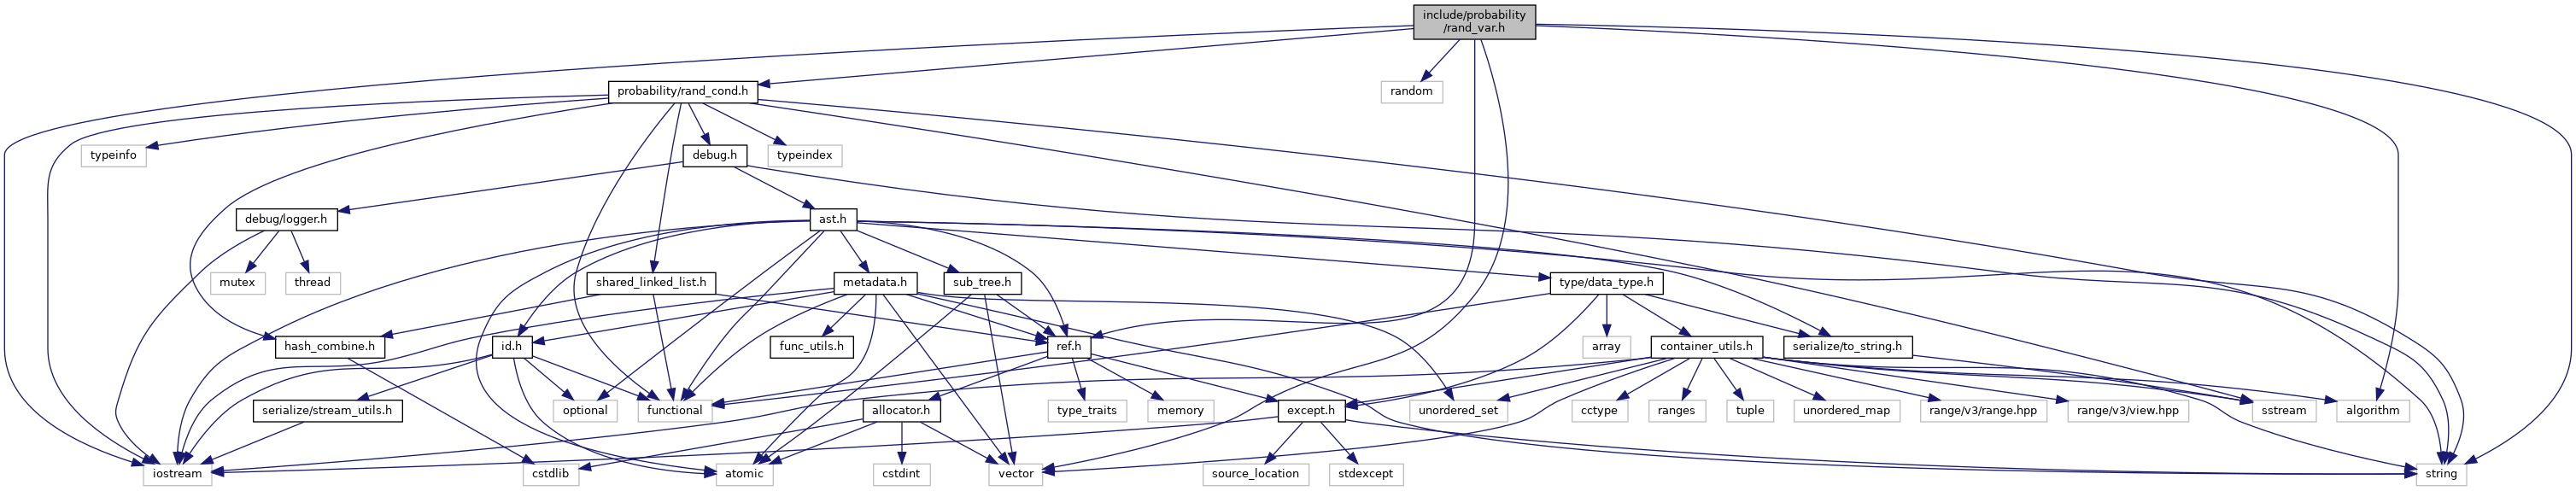 include/probability
/rand_var.h
probability/rand_cond.h
random
typeinfo
debug.h
typeindex
debug/logger.h
ast.h
mutex
thread
shared_linked_list.h
metadata.h
sub_tree.h
type/data_type.h
hash_combine.h
id.h
func_utils.h
ref.h
array
container_utils.h
serialize/to_string.h
serialize/stream_utils.h
optional
functional
allocator.h
type_traits
memory
except.h
unordered_set
cctype
ranges
tuple
unordered_map
range/v3/range.hpp
range/v3/view.hpp
sstream
algorithm
iostream
cstdlib
atomic
cstdint
vector
source_location
stdexcept
string